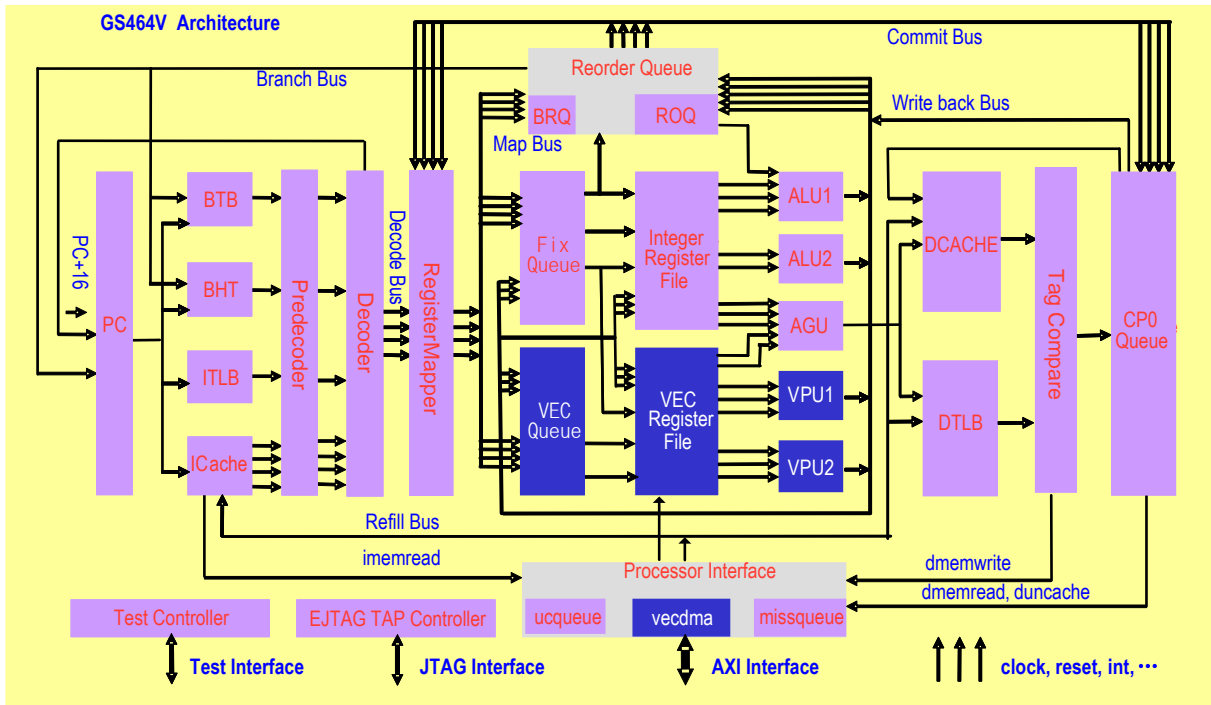 GS464V Architecture
Commit Bus
Reorder Queue
Branch Bus
Write back Bus
BRQ
ROQ
Map Bus
PC+16
PC
BTB
BHT
ITLB
ICache
Predecoder
Decoder
Decode Bus
RegisterMapper
Fix
Queue
Integer
Register
File
VEC
Queue
VEC
Register
File
ALU1
ALU2
AGU
VPU1
VPU2
DCACHE
DTLB
Tag Compare
CP0
Queue
Refill Bus
imemread
dmemwrite
dmemread, duncache
Processor Interface
ucqueue
vecdma
missqueue
Test Controller
EJTAG TAP Controller
Test Interface
JTAG Interface
AXI Interface
clock, reset, int, ···